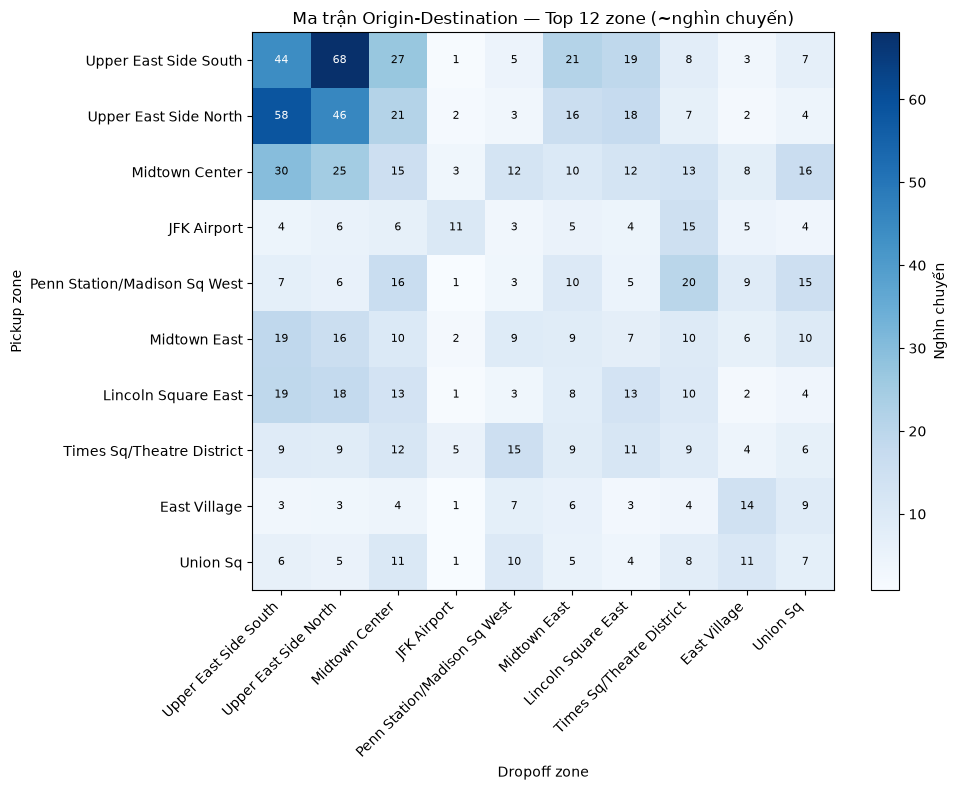 Ma trận Origin-Destination — Top 12 zone (~nghìn chuyến)
Pickup zone
Upper East Side South 44 68 27 1 5 21 19 8 3 7
Upper East Side North 58 46 21 2 3 16 18 7 2 4
Midtown Center 30 25 15 3 12 10 12 13 8 16
JFK Airport 4 6 6 11 3 5 4 15 5 4
Penn Station/Madison Sq West 7 6 16 1 3 10 5 20 9 15
Midtown East 19 16 10 2 9 9 7 10 6 10
Lincoln Square East 19 18 13 1 3 8 13 10 2 4
Times Sq/Theatre District 9 9 12 5 15 9 11 9 4 6
East Village 3 3 4 1 7 6 3 4 14 9
Union Sq 6 5 11 1 10 5 4 8 11 7
Upper East Side South
Upper East Side North
Midtown Center
JFK Airport
Penn Station/Madison Sq West
Midtown East
Lincoln Square East
Times Sq/Theatre District
East Village
Union Sq
Dropoff zone
60
50
40
30
20
10
Nghìn chuyến